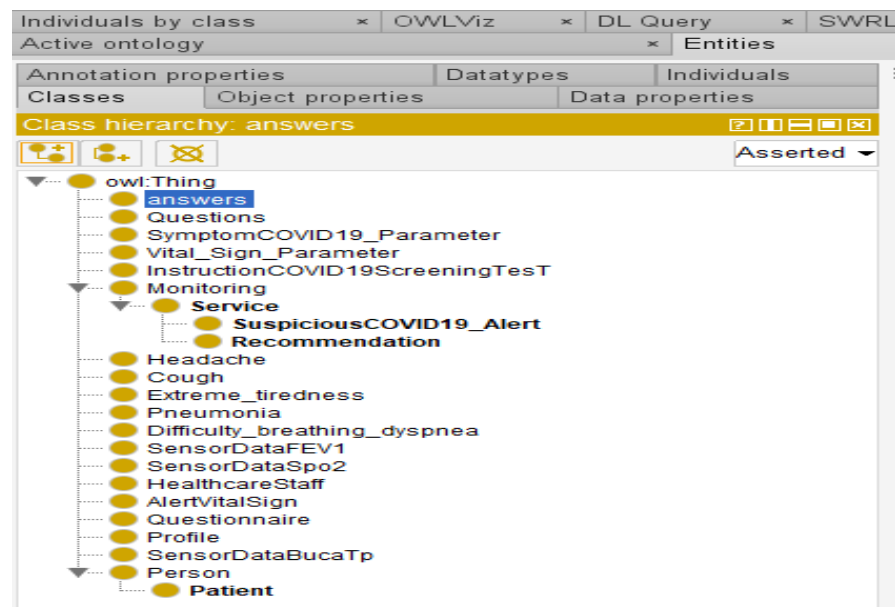 Individuals by class × OWLViz × DL Query × SWRL
Active ontology × Entities
Annotation properties Datatypes Individuals
Classes Object properties Data properties
Class hierarchy: answers
Asserted
owl:Thing
answers
Questions
SymptomCOVID19_Parameter
Vital_Sign_Parameter
InstructionCOVID19ScreeningTesT
Monitoring
Service
SuspiciousCOVID19_Alert
Recommendation
Headache
Cough
Extreme_tiredness
Pneumonia
Difficulty_breathing_dyspnea
SensorDataFEV1
SensorDataSpo2
HealthcareStaff
AlertVitalSign
Questionnaire
Profile
SensorDataBucaTp
Person
Patient